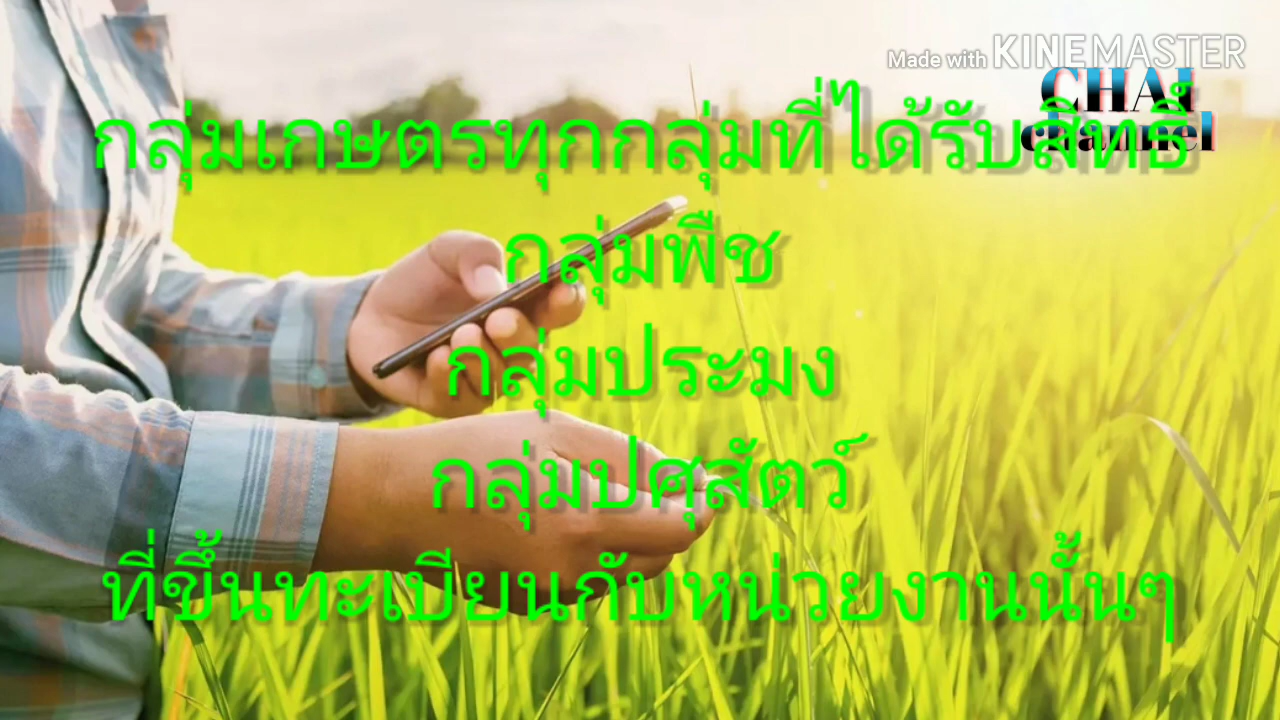 Made with KINEMASTER
CHAI
channel
กลุ่มเกษตรทุกกลุ่มที่ได้รับสิทธิ์
กลุ่มพืช
กลุ่มประมง
กลุ่มปศุสัตว์
ที่ขึ้นทะเบียนกับหน่วยงานนั้นๆ